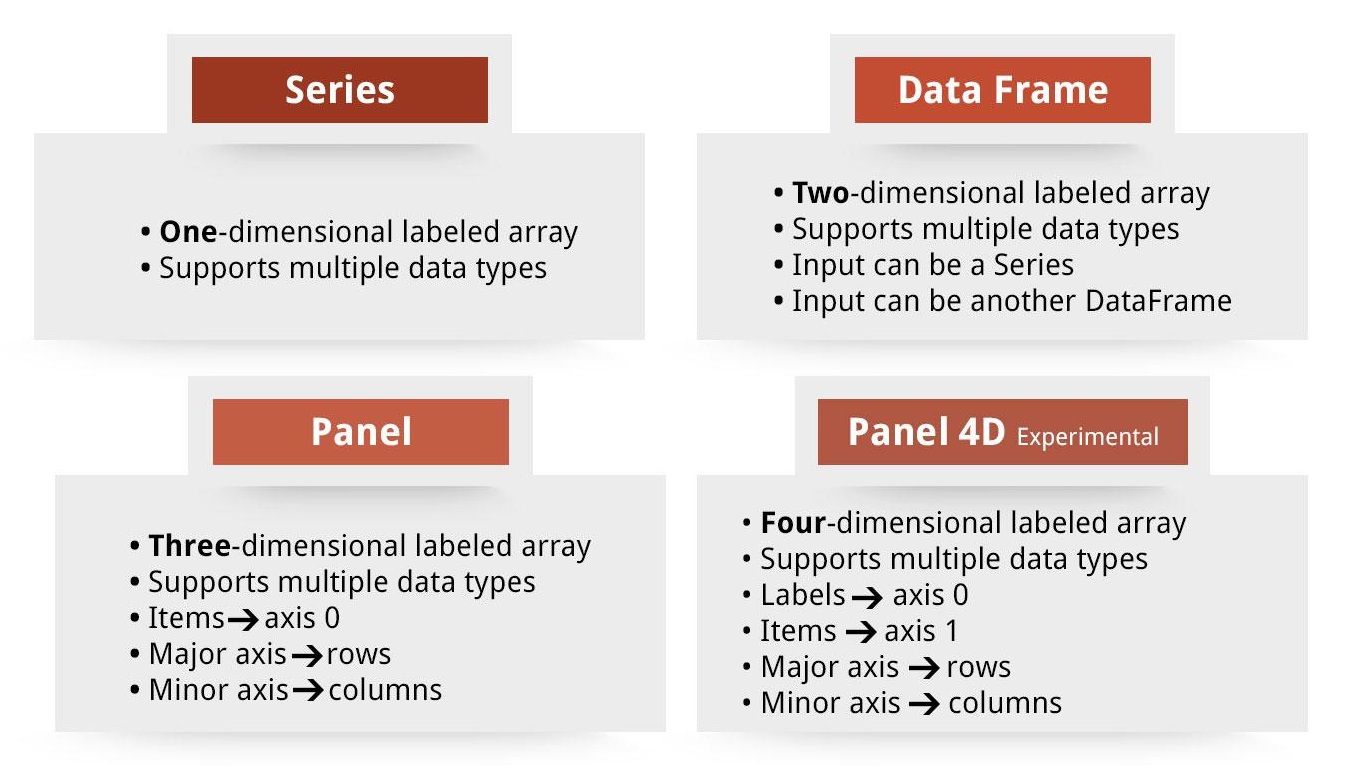 Series
• One-dimensional labeled array
• Supports multiple data types
Data Frame
• Two-dimensional labeled array
• Supports multiple data types
• Input can be a Series
• Input can be another DataFrame
Panel
• Three-dimensional labeled array
• Supports multiple data types
• Items→axis 0
• Major axis→rows
• Minor axis→columns
Panel 4D Experimental
• Four-dimensional labeled array
• Supports multiple data types
• Labels→ axis 0
• Items → axis 1
• Major axis → rows
• Minor axis → columns